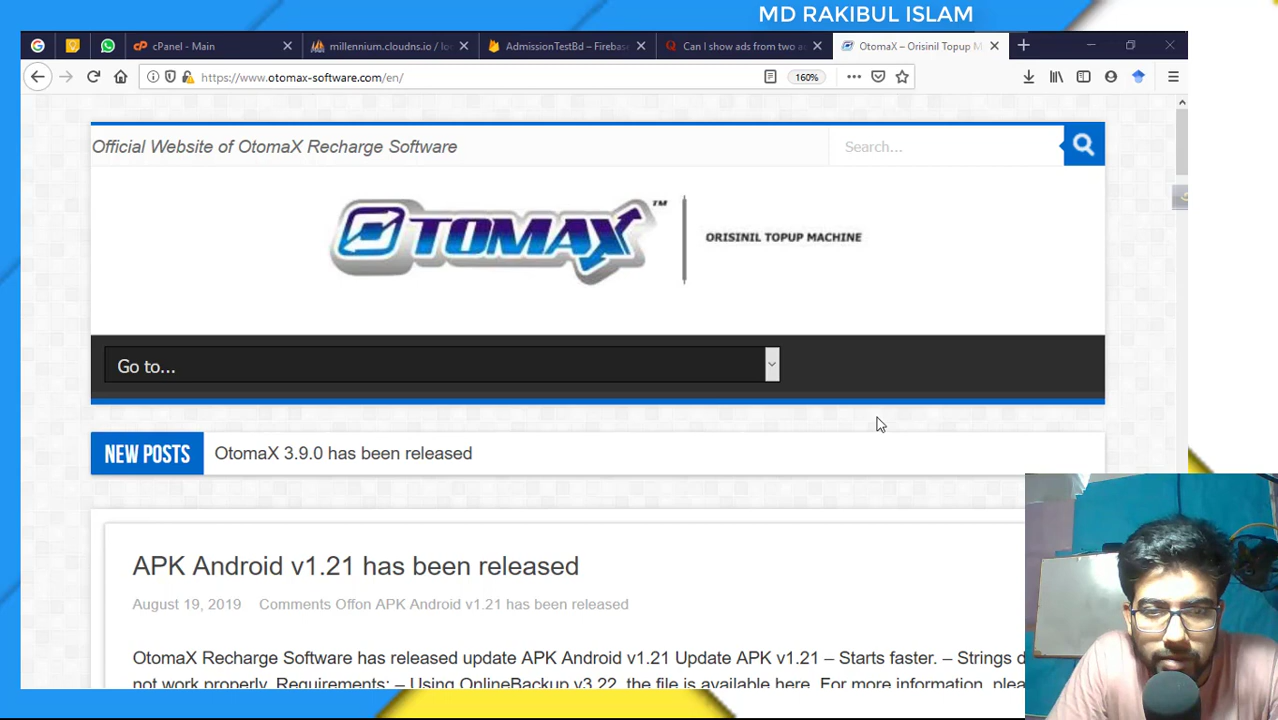 MD RAKIBUL ISLAM
cPanel - Main
millennium.cloudns.io / lo
AdmissionTestBd – Firebase
Can I show ads from two a
OtomaX – Orisinil Topup M
https://www.otomax-software.com/en/
160%
Official Website of OtomaX Recharge Software
Search...
OTOMAX TM
ORISINIL TOPUP MACHINE
Go to...
NEW POSTS
OtomaX 3.9.0 has been released
APK Android v1.21 has been released
August 19, 2019 Comments Offon APK Android v1.21 has been released
OtomaX Recharge Software has released update APK Android v1.21 Update APK v1.21 – Starts faster. – Strings d
not work properly. Requirements: – Using OnlineBackup v3.22, the file is available here. For more information, plea